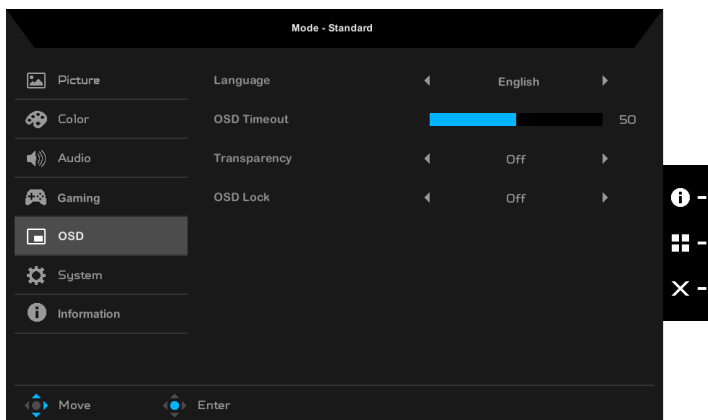 Mode - Standard
Picture
Language English
Color
OSD Timeout 50
Audio
Transparency Off
Gaming
OSD Lock Off
OSD
System
Information
Move Enter